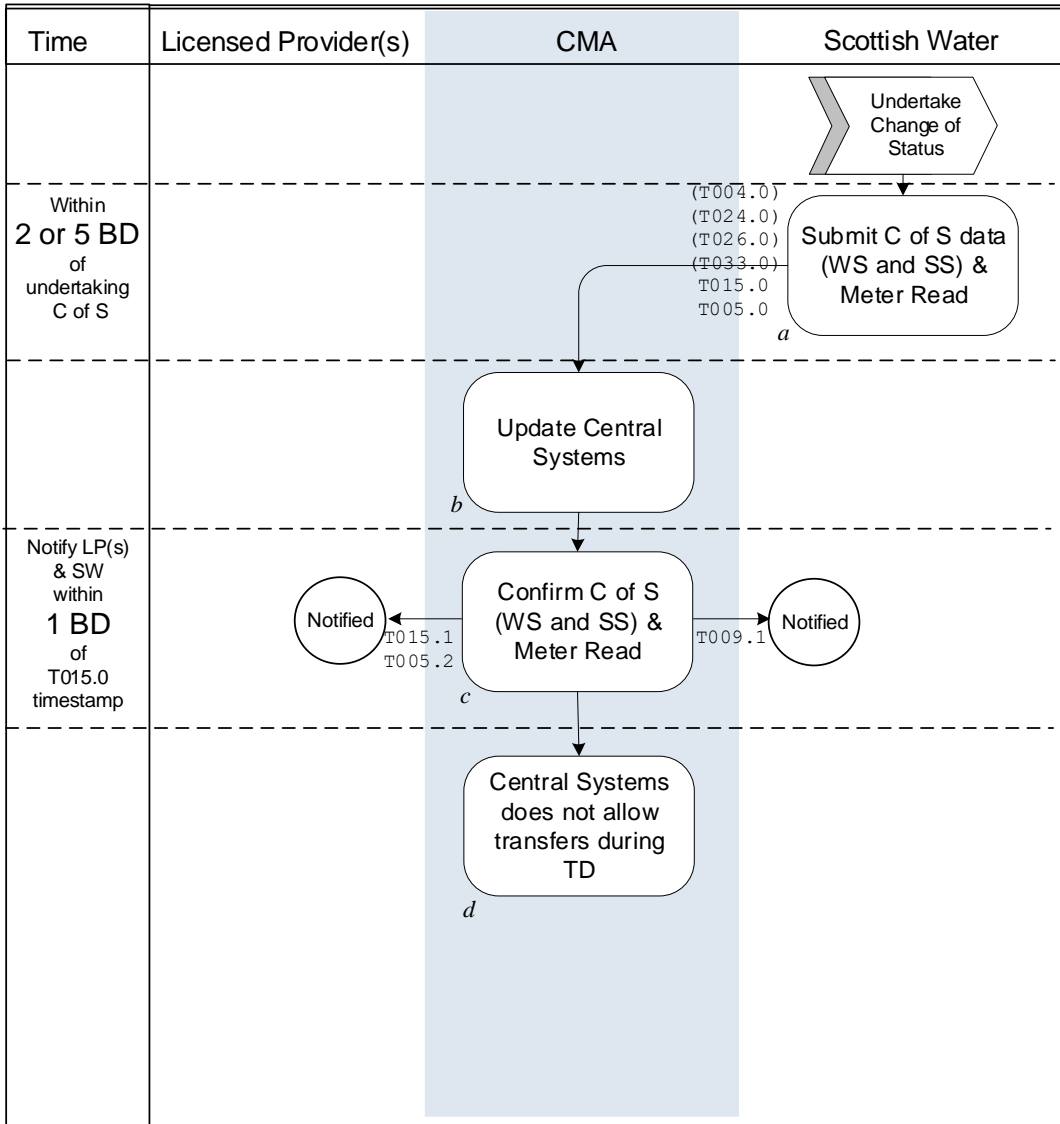 Time
Licensed Provider(s)
CMA
Scottish Water
Undertake
Change of
Status
Within
2 or 5 BD
of
undertaking
C of S
(T004.0)
(T024.0)
(T026.0)
(T033.0)
T015.0
T005.0
Submit C of S data
(WS and SS) &
Meter Read
a
Update Central
Systems
b
Notify LP(s)
& SW
within
1 BD
of
T015.0
timestamp
Notified
T015.1
T005.2
Confirm C of S
(WS and SS) &
Meter Read
c
T009.1
Notified
Central Systems
does not allow
transfers during
TD
d